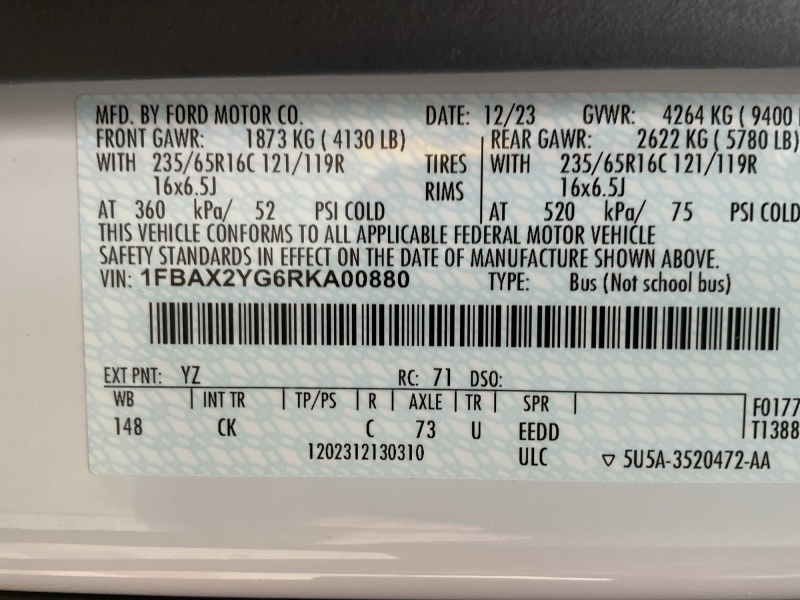 MFD. BY FORD MOTOR CO. DATE: 12/23 GVWR: 4264 KG ( 9400
FRONT GAWR: 1873 KG ( 4130 LB) REAR GAWR: 2622 KG ( 5780 LB)
WITH 235/65R16C 121/119R TIRES WITH 235/65R16C 121/119R
16x6.5J RIMS 16x6.5J
AT 360 kPa/ 52 PSI COLD AT 520 kPa/ 75 PSI COLD
THIS VEHICLE CONFORMS TO ALL APPLICABLE FEDERAL MOTOR VEHICLE
SAFETY STANDARDS IN EFFECT ON THE DATE OF MANUFACTURE SHOWN ABOVE.
VIN: 1FBAX2YG6RKA00880 TYPE: Bus (Not school bus)
EXT PNT: YZ RC: 71 DSO:
WB INT TR TP/PS R AXLE TR SPR F0177
148 CK C 73 U EEDD T1388
1202312130310 ULC ▽ 5U5A-3520472-AA